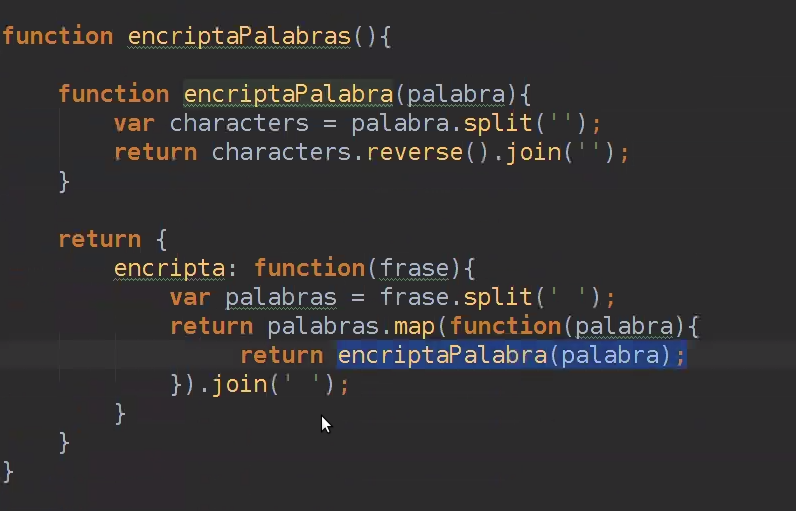 function encriptaPalabras(){
function encriptaPalabra(palabra){
var characters = palabra.split('');
return characters.reverse().join('');
}
return {
encripta: function(frase){
var palabras = frase.split(' ');
return palabras.map(function(palabra){
return encriptaPalabra(palabra);
}).join(' ');
}
}
}